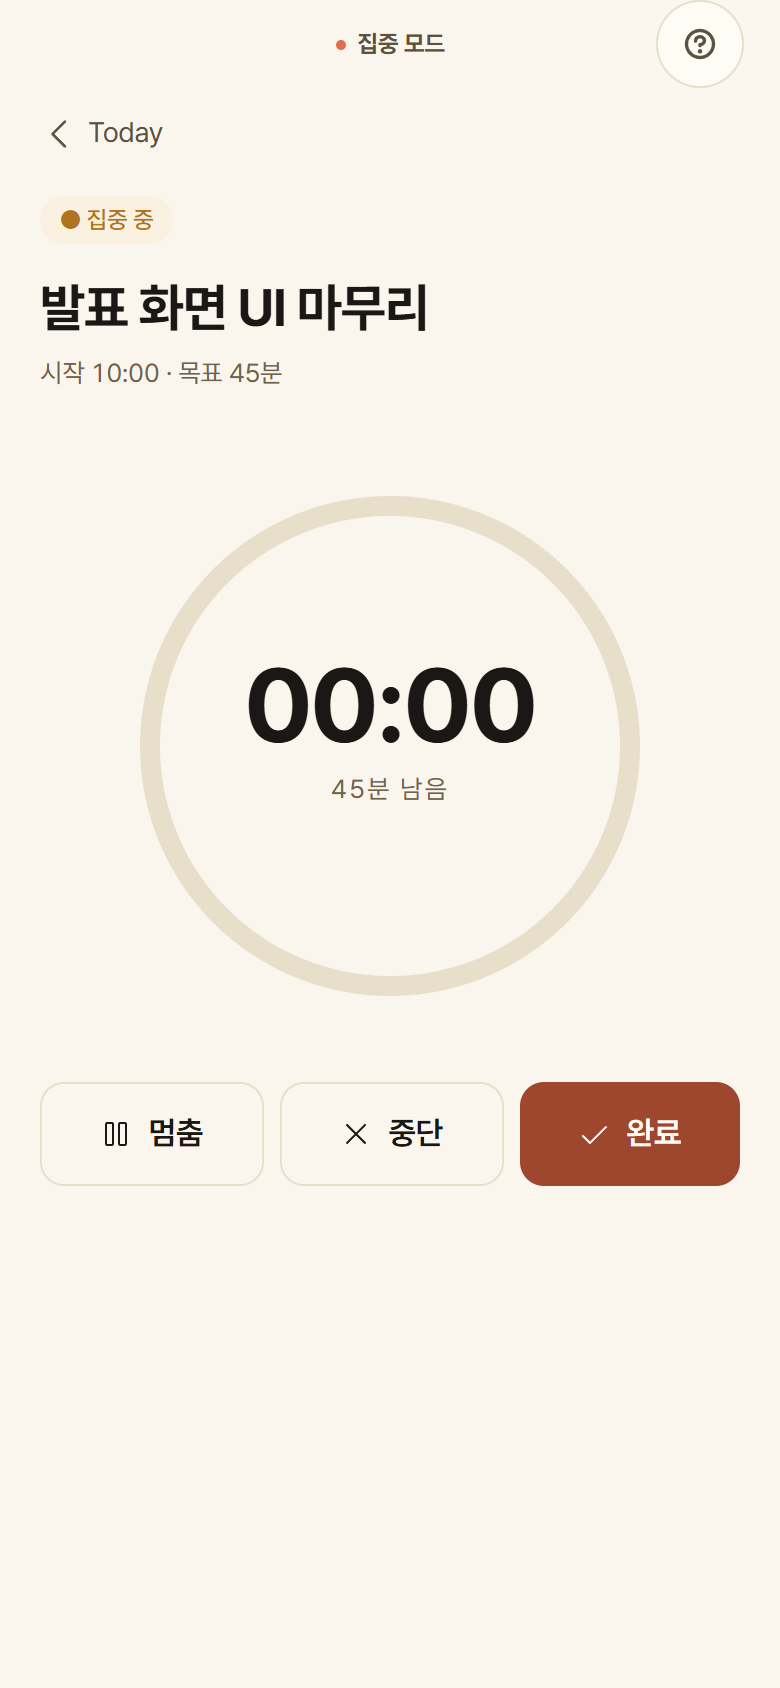 집중 모드
Today
집중 중
발표 화면 UI 마무리
시작 10:00 · 목표 45분
00:00
45분 남음
멈춤
중단
완료